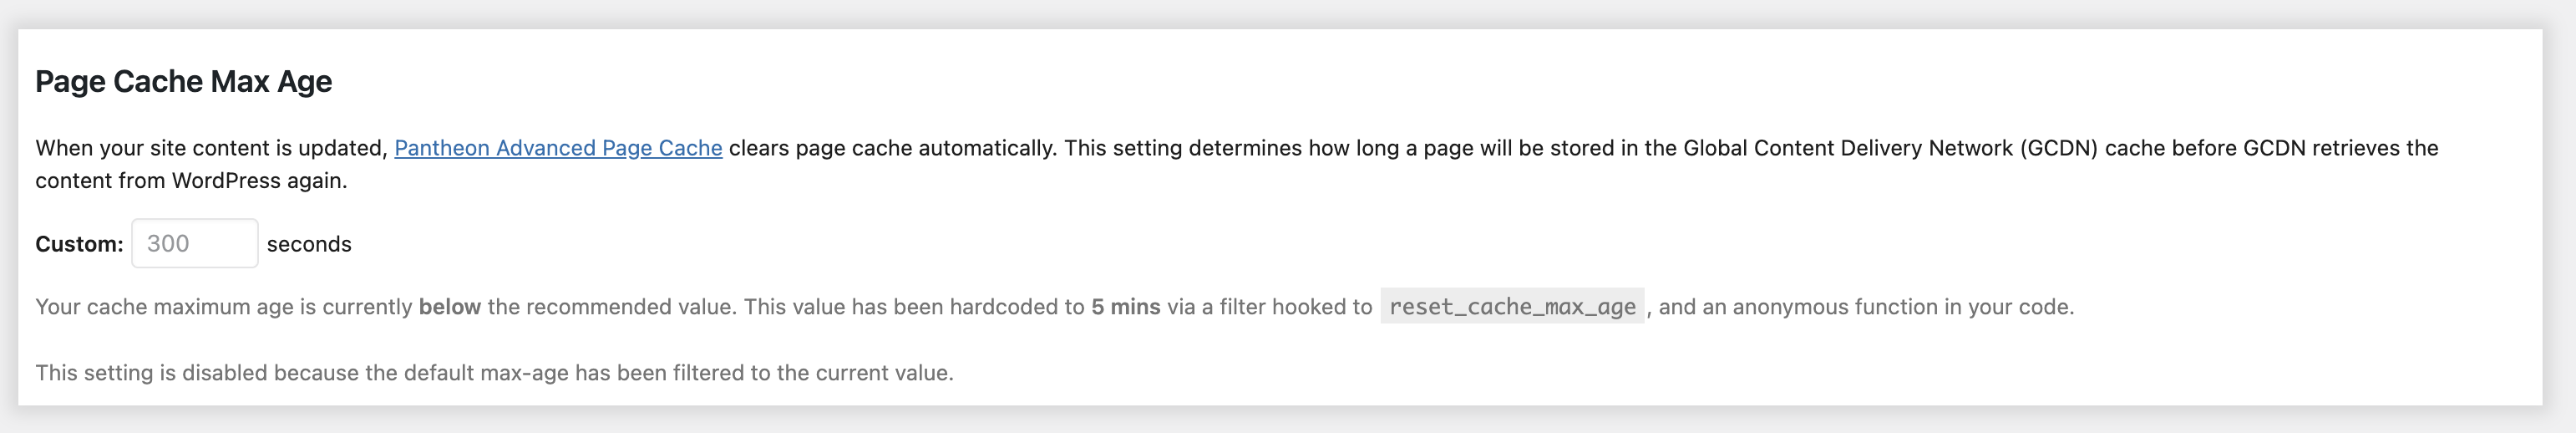 Page Cache Max Age
When your site content is updated, Pantheon Advanced Page Cache clears page cache automatically. This setting determines how long a page will be stored in the Global Content Delivery Network (GCDN) cache before GCDN retrieves the
content from WordPress again.
Custom: 300 seconds
Your cache maximum age is currently below the recommended value. This value has been hardcoded to 5 mins via a filter hooked to reset_cache_max_age, and an anonymous function in your code.
This setting is disabled because the default max-age has been filtered to the current value.